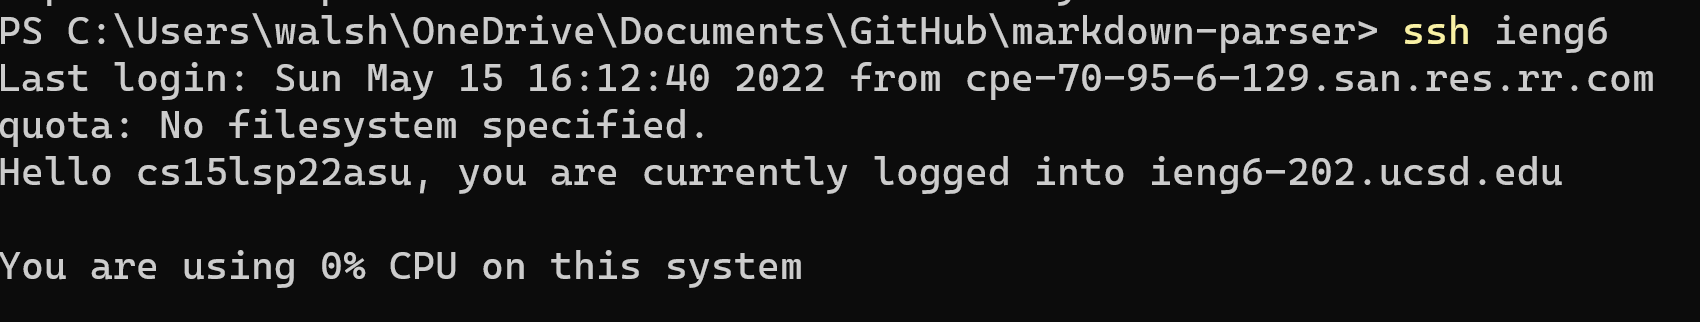 PS C:\Users\walsh\OneDrive\Documents\GitHub\markdown-parser> ssh ieng6
Last login: Sun May 15 16:12:40 2022 from cpe-70-95-6-129.san.res.rr.com
quota: No filesystem specified.
Hello cs15lsp22asu, you are currently logged into ieng6-202.ucsd.edu
You are using 0% CPU on this system